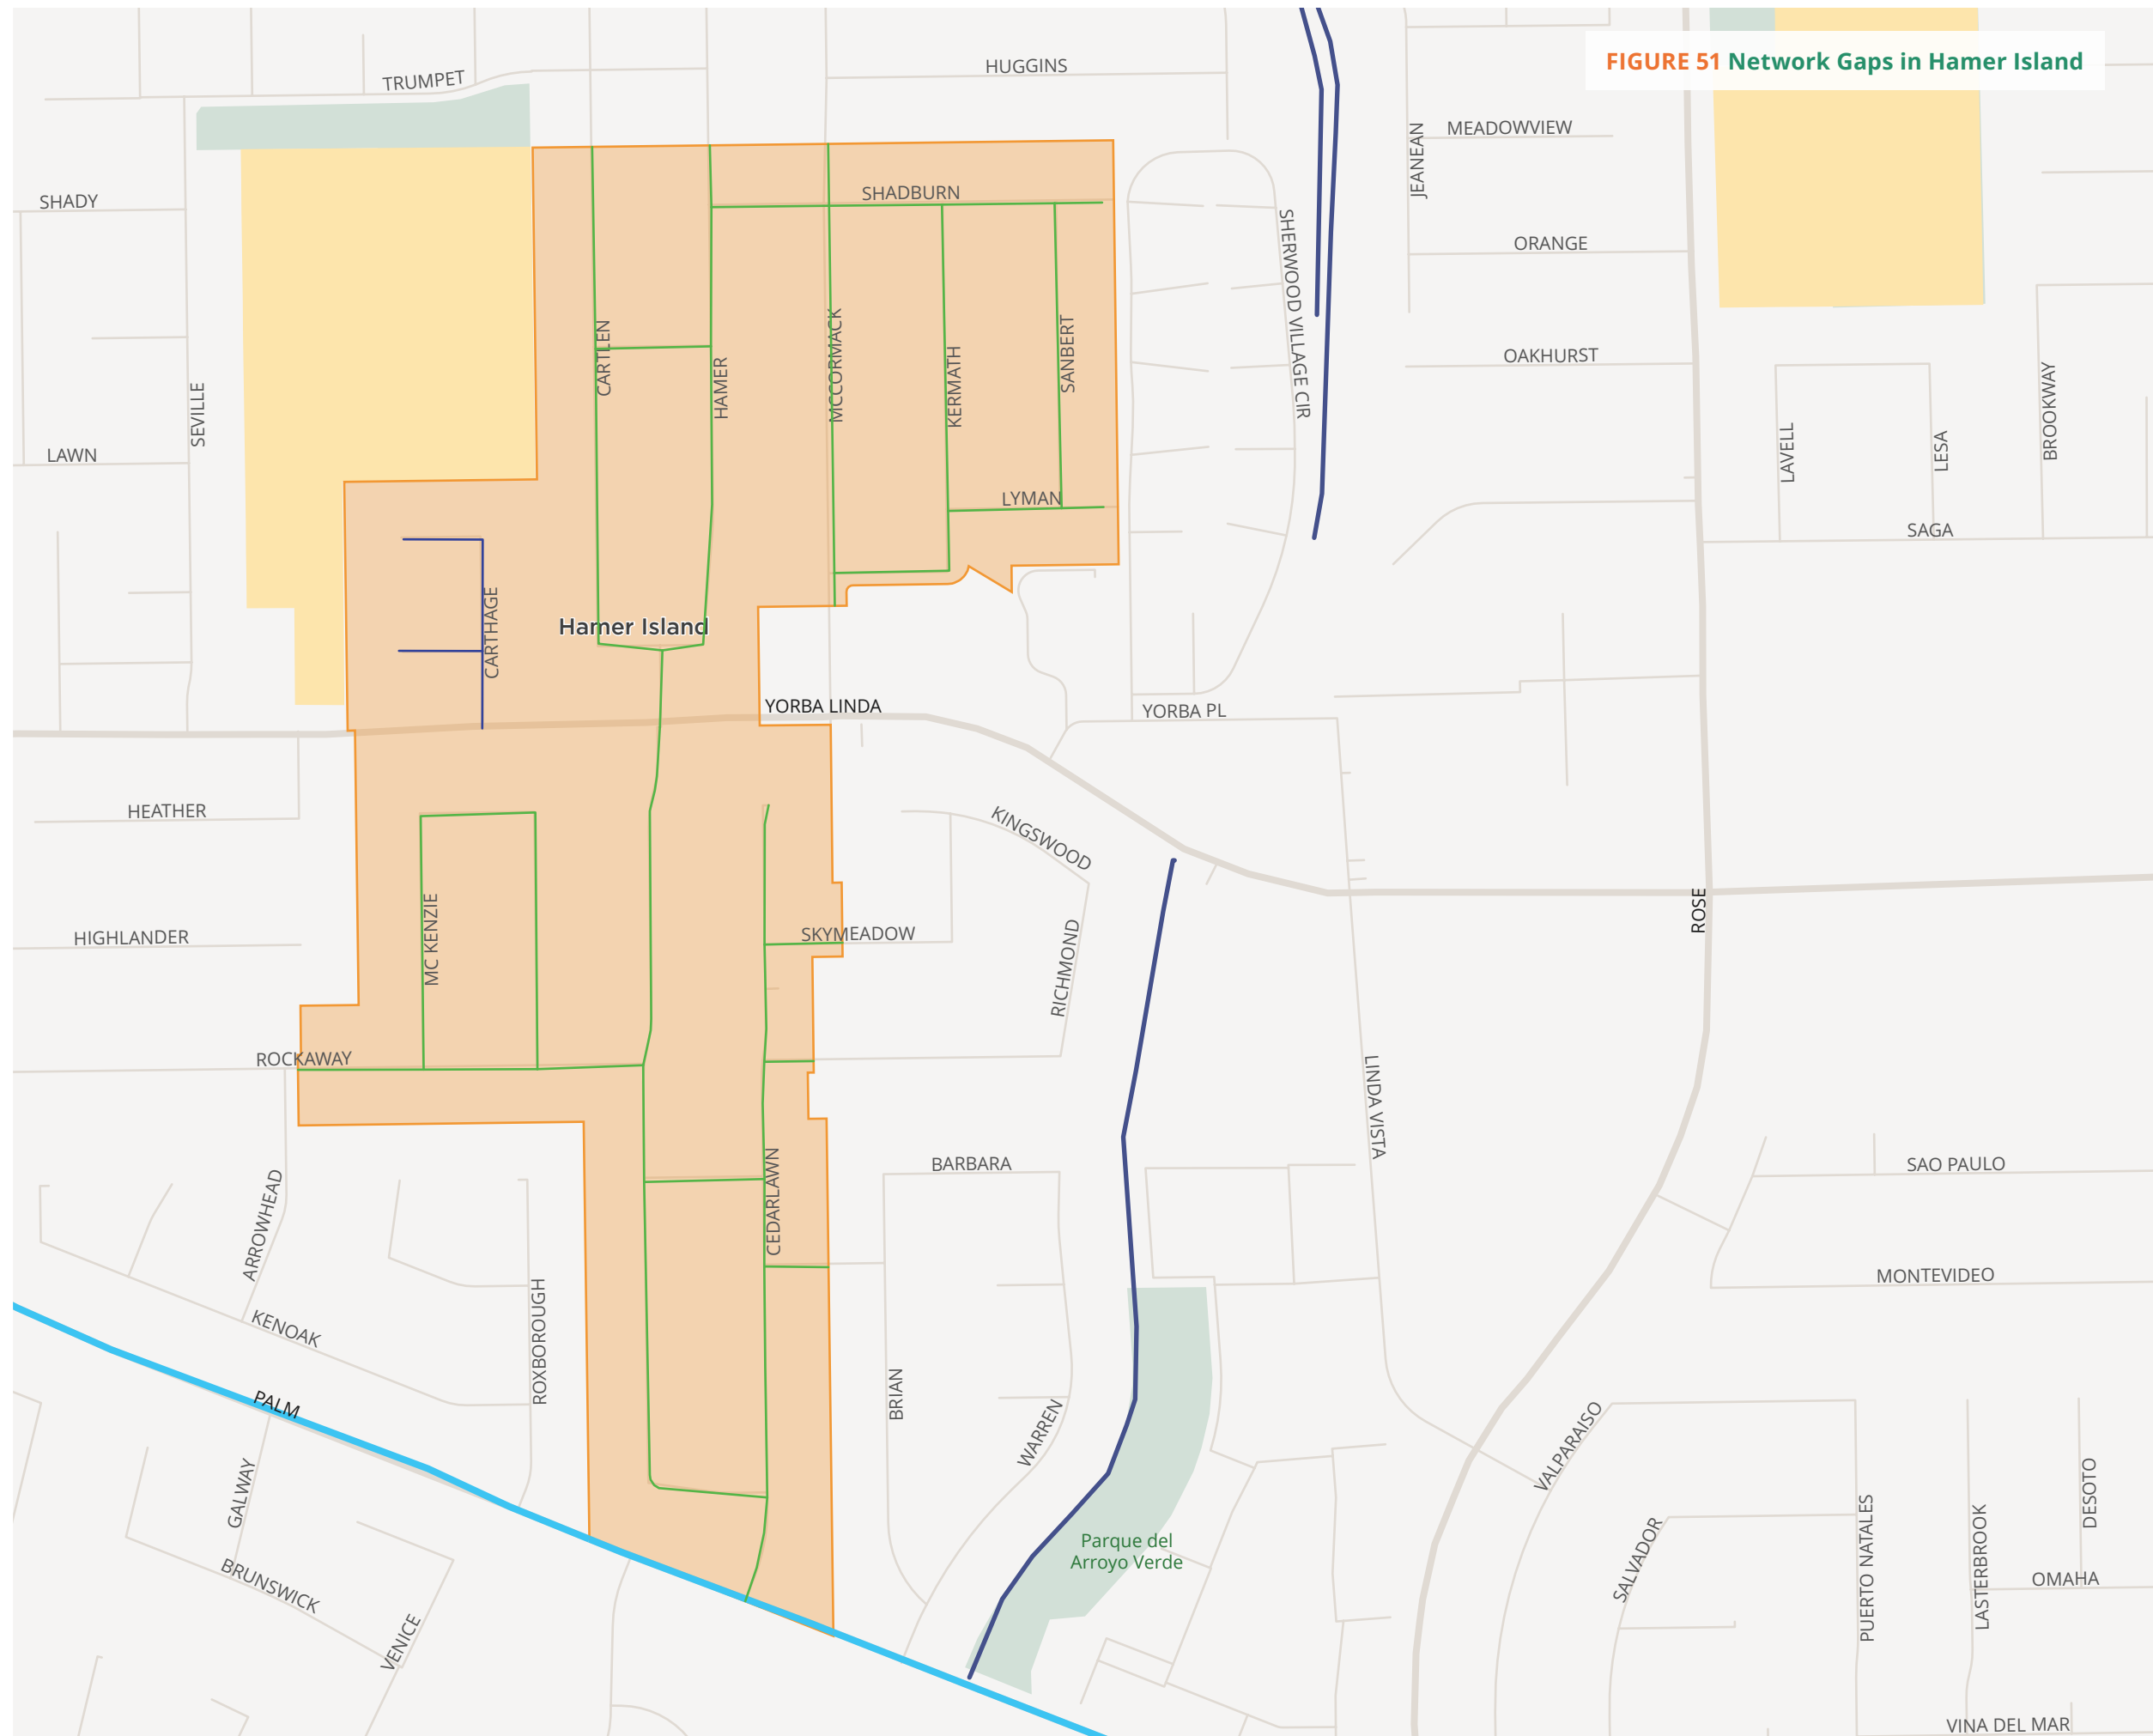 FIGURE 51 Network Gaps in Hamer Island
TRUMPET
HUGGINS
MEADOWVIEW
JEANEAN
SHADY
SHADBURN
SHERWOOD VILLAGE CIR
ORANGE
OAKHURST
CARTLEN
HAMER
MCCORMACK
KERMATH
SANBERT
SEVILLE
LAVELL
LESA
BROOKWAY
LAWN
LYMAN
SAGA
CARTHAGE
Hamer Island
YORBA LINDA
YORBA PL
HEATHER
KINGSWOOD
ROSE
MC KENZIE
HIGHLANDER
SKYMEADOW
RICHMOND
ROCKAWAY
LINDA VISTA
BARBARA
SAO PAULO
CEDARLAWN
ARROWHEAD
MONTEVIDEO
KENOAK
ROXBOROUGH
PALM
BRIAN
WARREN
VALPARAISO
GALWAY
DESOTO
PUERTO NATALES
LASTERBROOK
SALVADOR
Parque del
Arroyo Verde
BRUNSWICK
OMAHA
VENICE
VINA DEL MAR